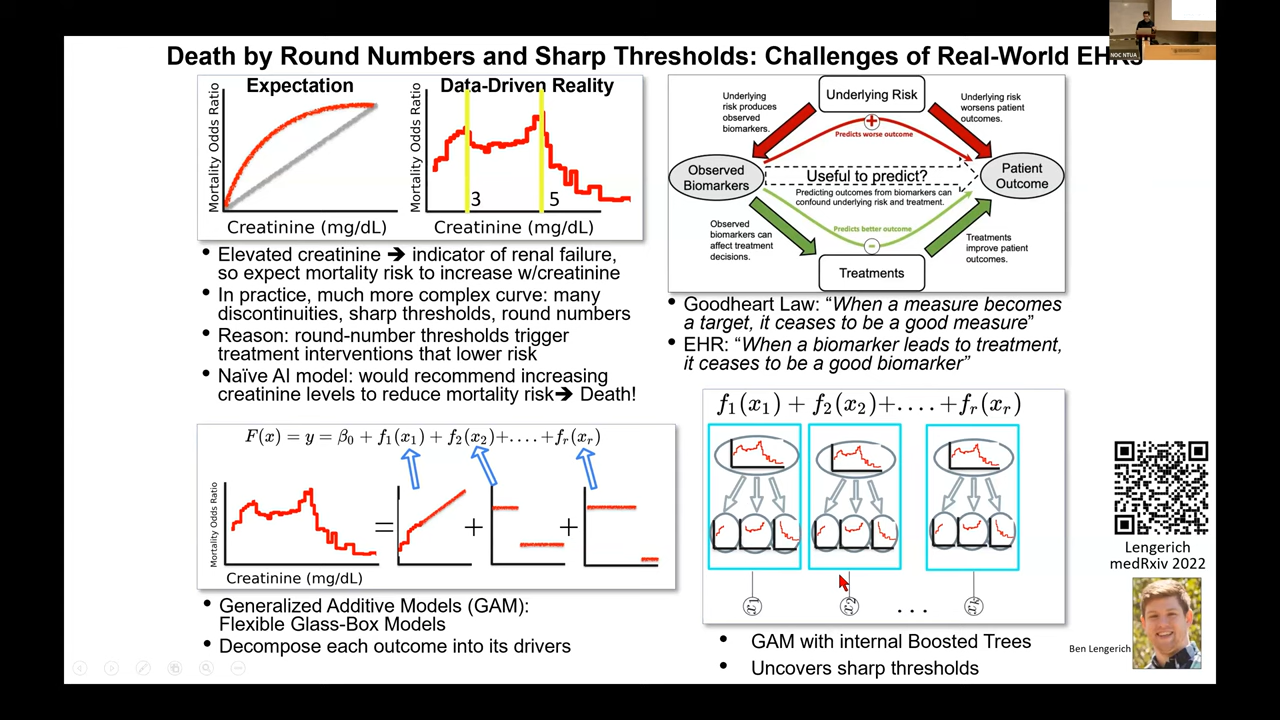 NOC NTUA
Death by Round Numbers and Sharp Thresholds: Challenges of Real-World EHRs
Expectation
Mortality Odds Ratio
Creatinine (mg/dL)
Data-Driven Reality
Mortality Odds Ratio
3
5
Creatinine (mg/dL)
• Elevated creatinine ➔ indicator of renal failure,
so expect mortality risk to increase w/creatinine
• In practice, much more complex curve: many
discontinuities, sharp thresholds, round numbers
• Reason: round-number thresholds trigger
treatment interventions that lower risk
• Naïve AI model: would recommend increasing
creatinine levels to reduce mortality risk➔ Death!
F(x) = y = β₀ + f₁(x₁) + f₂(x₂)+....+fᵣ(xᵣ)
Mortality Odds Ratio
= + +
Creatinine (mg/dL)
• Generalized Additive Models (GAM):
Flexible Glass-Box Models
• Decompose each outcome into its drivers
Underlying Risk
Underlying
risk produces
observed
biomarkers.
Underlying risk
worsens patient
outcomes.
+
Predicts worse outcome
Observed
Biomarkers
Useful to predict?
Patient
Outcome
Predicting outcomes from biomarkers can
confound underlying risk and treatment.
Observed
biomarkers can
affect treatment
decisions.
Predicts better outcome
-
Treatments
improve patient
outcomes.
Treatments
• Goodheart Law: “When a measure becomes
a target, it ceases to be a good measure”
• EHR: “When a biomarker leads to treatment,
it ceases to be a good biomarker”
f₁(x₁) + f₂(x₂)+....+fᵣ(xᵣ)
...
• GAM with internal Boosted Trees
• Uncovers sharp thresholds
Lengerich
medRxiv 2022
Ben Lengerich